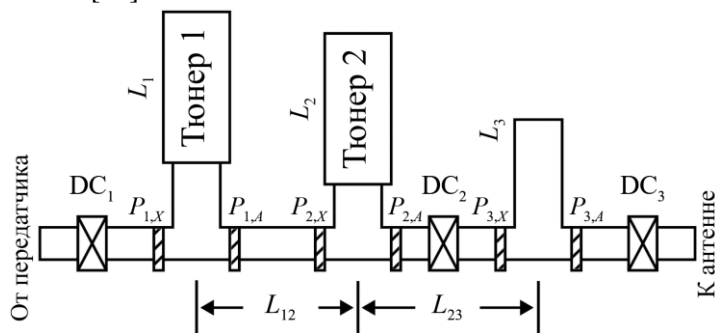 Тюнер 1
Тюнер 2
L₁
L₂
L₃
От передатчика
DC₁
P₁,X
P₁,A
P₂,X
P₂,A
DC₂
P₃,X
P₃,A
DC₃
К антенне
L₁₂
L₂₃